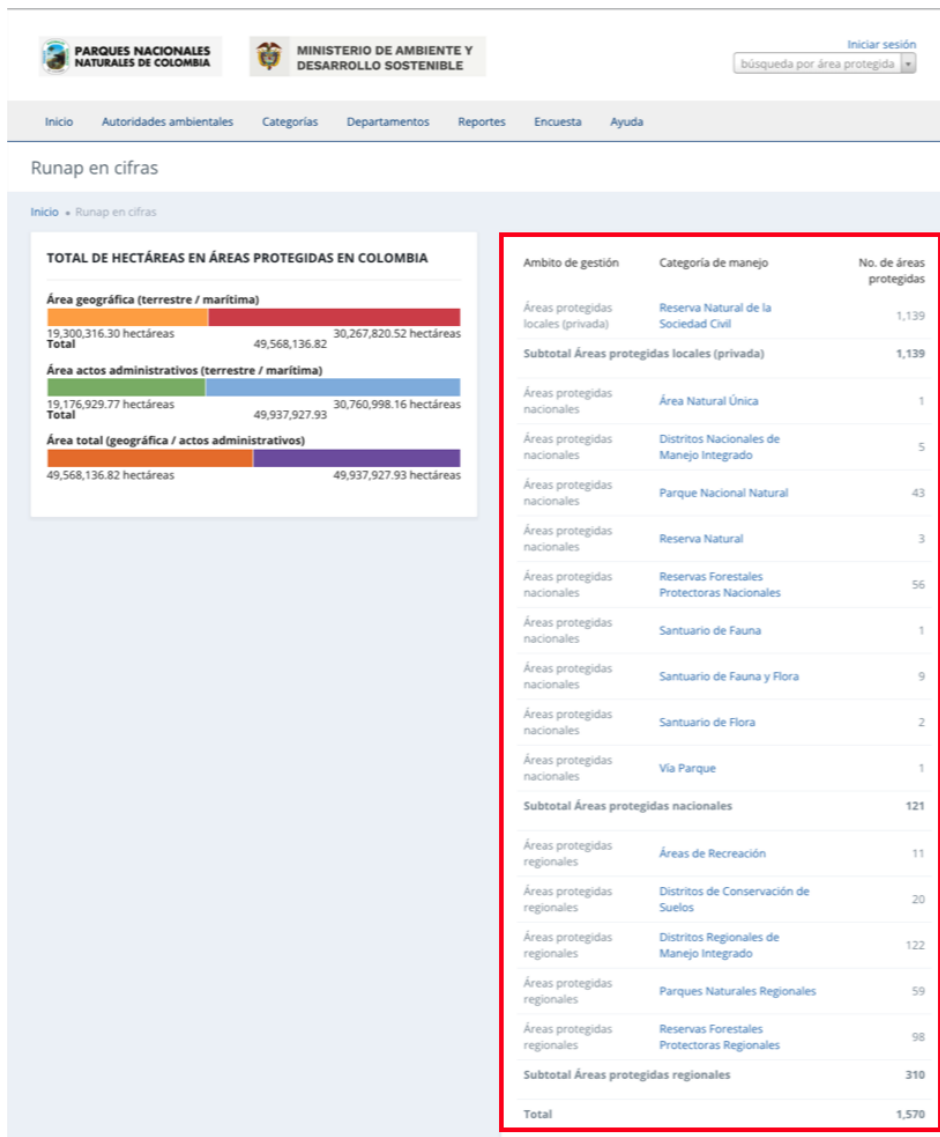 PARQUES NACIONALES
NATURALES DE COLOMBIA
MINISTERIO DE AMBIENTE Y
DESARROLLO SOSTENIBLE
Iniciar sesión
búsqueda por área protegida
Inicio Autoridades ambientales Categorías Departamentos Reportes Encuesta Ayuda
Runap en cifras
Inicio • Runap en cifras
TOTAL DE HECTÁREAS EN ÁREAS PROTEGIDAS EN COLOMBIA
Área geográfica (terrestre / marítima)
19,300,316.30 hectáreas 30,267,820.52 hectáreas
Total 49,568,136.82
Área actos administrativos (terrestre / marítima)
19,176,929.77 hectáreas 30,760,998.16 hectáreas
Total 49,937,927.93
Área total (geográfica / actos administrativos)
49,568,136.82 hectáreas 49,937,927.93 hectáreas
Ambito de gestión Categoría de manejo No. de áreas
protegidas
Áreas protegidas Reserva Natural de la
locales (privada) Sociedad Civil 1,139
Subtotal Áreas protegidas locales (privada) 1,139
Áreas protegidas
nacionales Área Natural Única 1
Áreas protegidas Distritos Nacionales de
nacionales Manejo Integrado 5
Áreas protegidas
nacionales Parque Nacional Natural 43
Áreas protegidas
nacionales Reserva Natural 3
Áreas protegidas Reservas Forestales
nacionales Protectoras Nacionales 56
Áreas protegidas
nacionales Santuario de Fauna 1
Áreas protegidas
nacionales Santuario de Fauna y Flora 9
Áreas protegidas
nacionales Santuario de Flora 2
Áreas protegidas
nacionales Vía Parque 1
Subtotal Áreas protegidas nacionales 121
Áreas protegidas
regionales Áreas de Recreación 11
Áreas protegidas Distritos de Conservación de
regionales Suelos 20
Áreas protegidas Distritos Regionales de
regionales Manejo Integrado 122
Áreas protegidas
regionales Parques Naturales Regionales 59
Áreas protegidas Reservas Forestales
regionales Protectoras Regionales 98
Subtotal Áreas protegidas regionales 310
Total 1,570